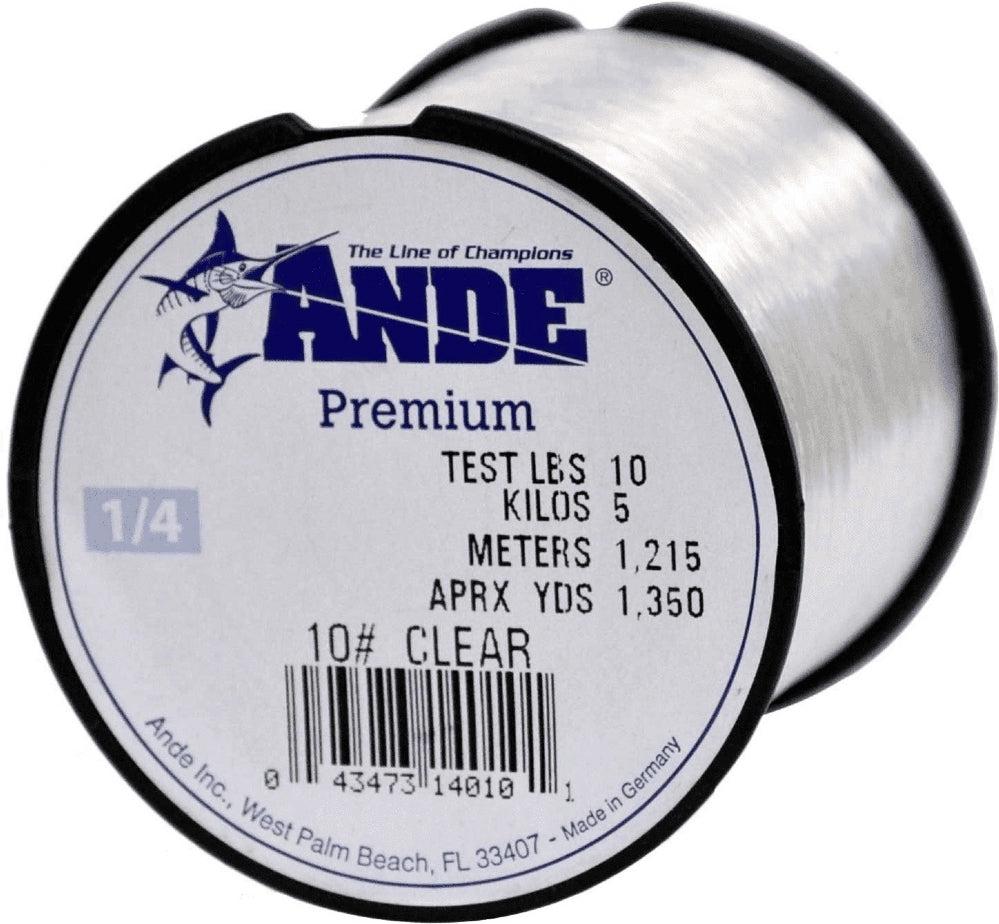 The Line of Champions
ANDE®
Premium
TEST LBS 10
KILOS 5
1/4
METERS 1,215
APRX YDS 1,350
10# CLEAR
0 43473 14010 1
Ande Inc., West Palm Beach, FL 33407 - Made in Germany